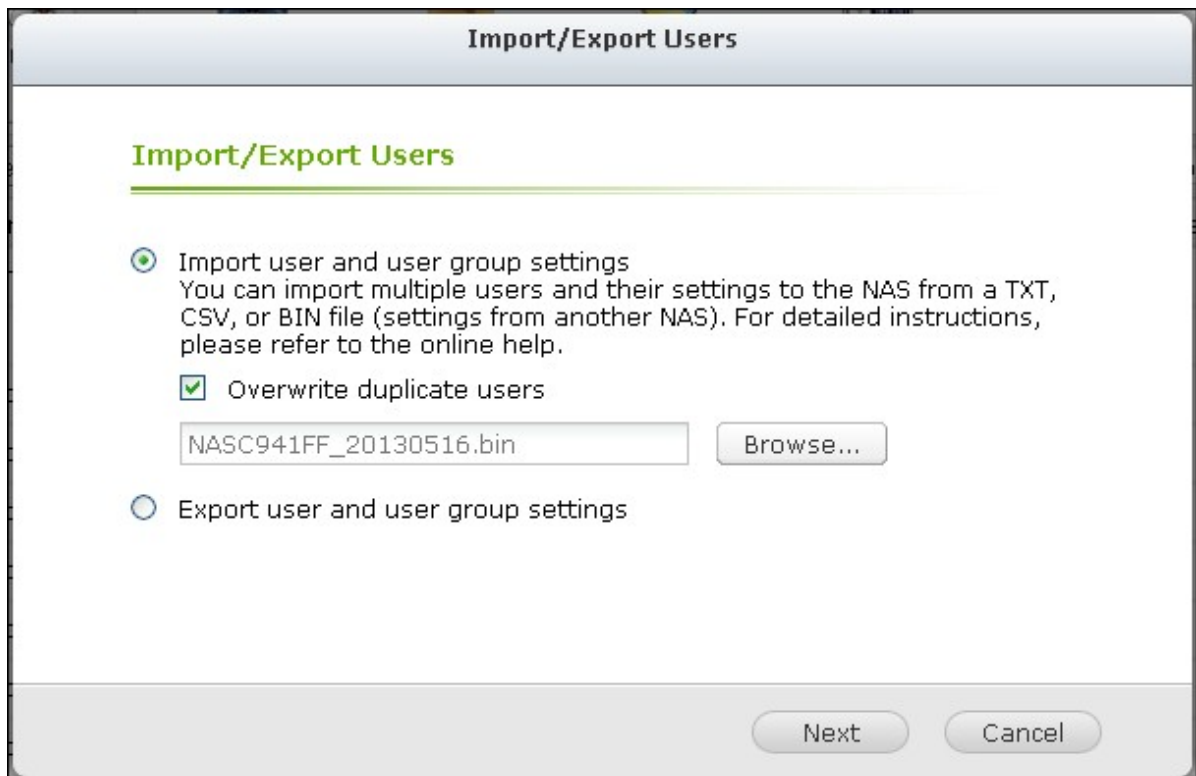 Import/Export Users
Import/Export Users
Import user and user group settings
You can import multiple users and their settings to the NAS from a TXT,
CSV, or BIN file (settings from another NAS). For detailed instructions,
please refer to the online help.
Overwrite duplicate users
NASC941FF_20130516.bin
Browse...
Export user and user group settings
Next
Cancel